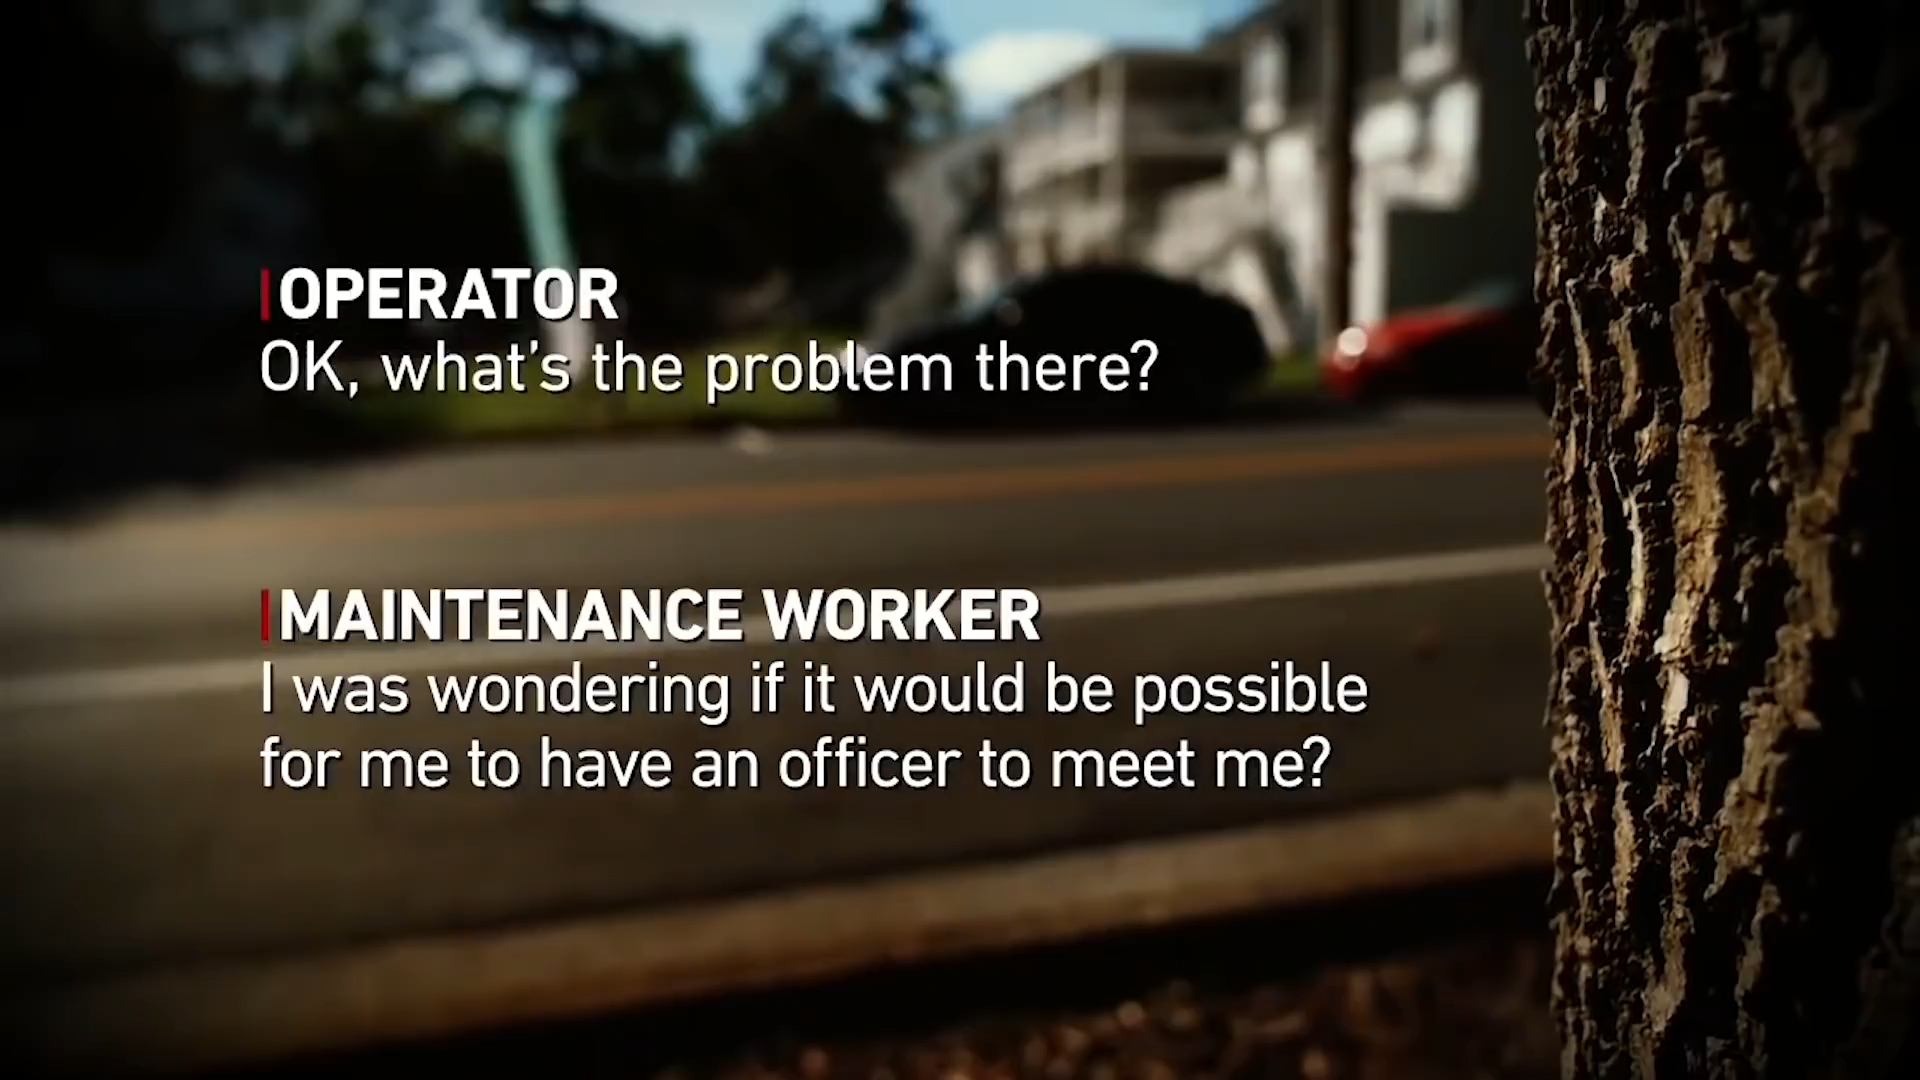 OPERATOR
OK, what's the problem there?
MAINTENANCE WORKER
I was wondering if it would be possible
for me to have an officer to meet me?